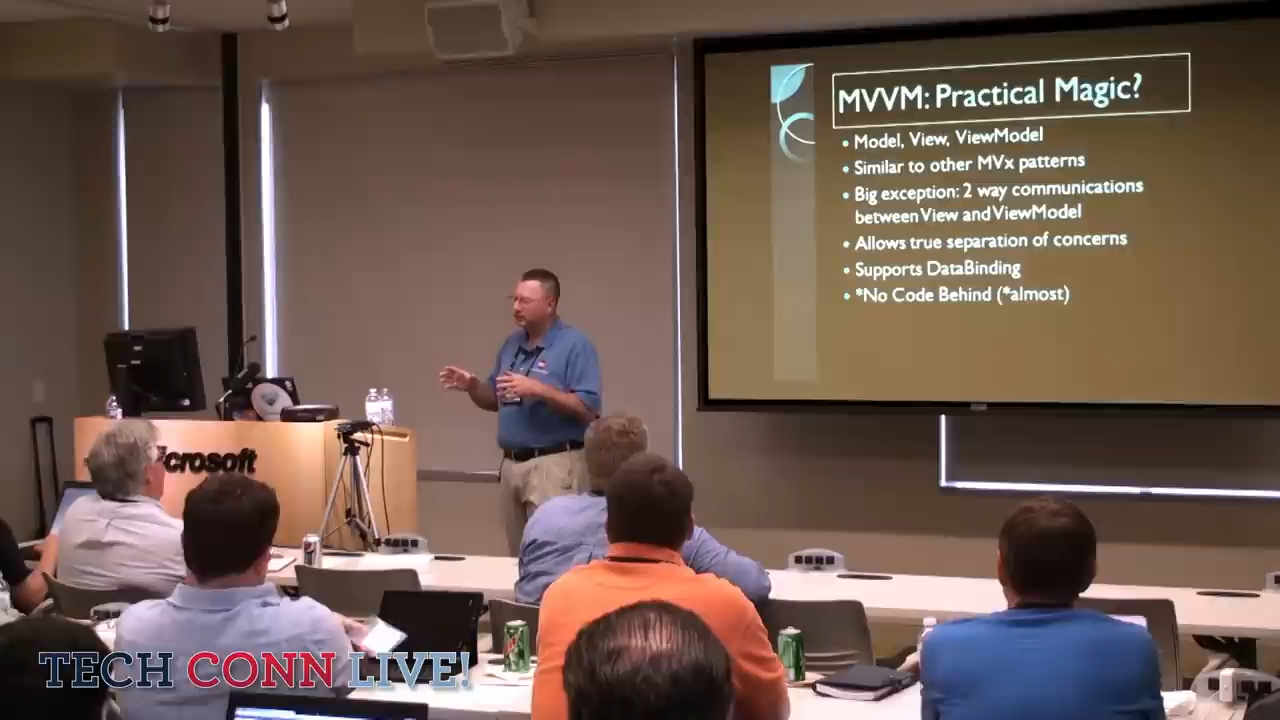 MVVM: Practical Magic?
• Model, View, ViewModel
• Similar to other MVx patterns
• Big exception: 2 way communications
between View and ViewModel
• Allows true separation of concerns
• Supports DataBinding
• *No Code Behind (*almost)
crosoft
TECH CONN LIVE!